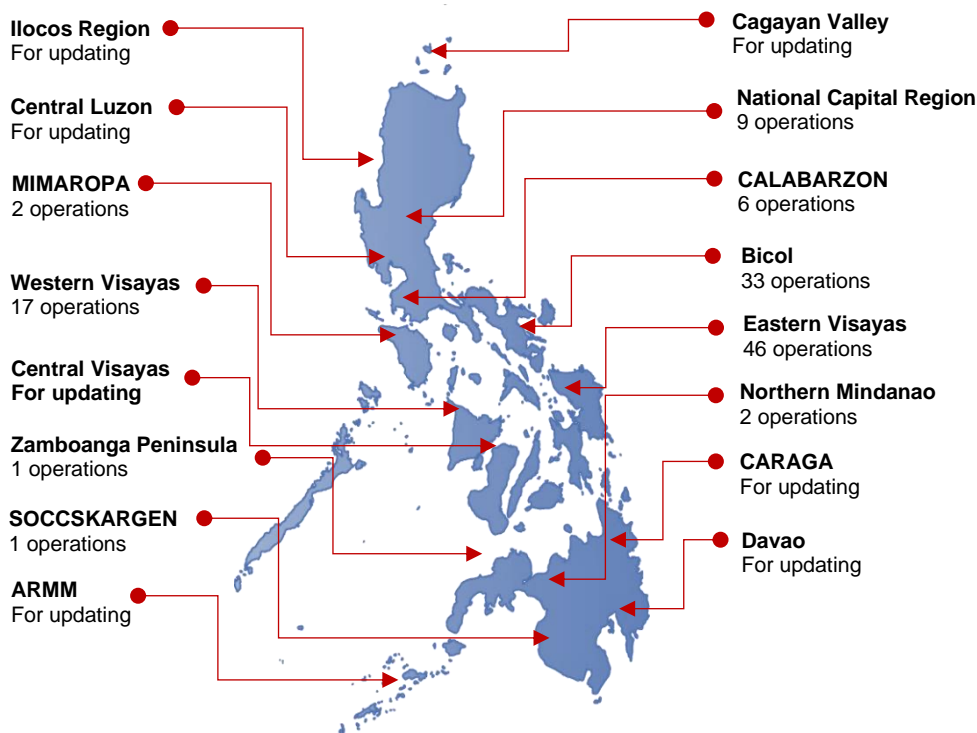 Ilocos Region
For updating
Central Luzon
For updating
MIMAROPA
2 operations
Western Visayas
17 operations
Central Visayas
For updating
Zamboanga Peninsula
1 operations
SOCCSKARGEN
1 operations
ARMM
For updating
Cagayan Valley
For updating
National Capital Region
9 operations
CALABARZON
6 operations
Bicol
33 operations
Eastern Visayas
46 operations
Northern Mindanao
2 operations
CARAGA
For updating
Davao
For updating